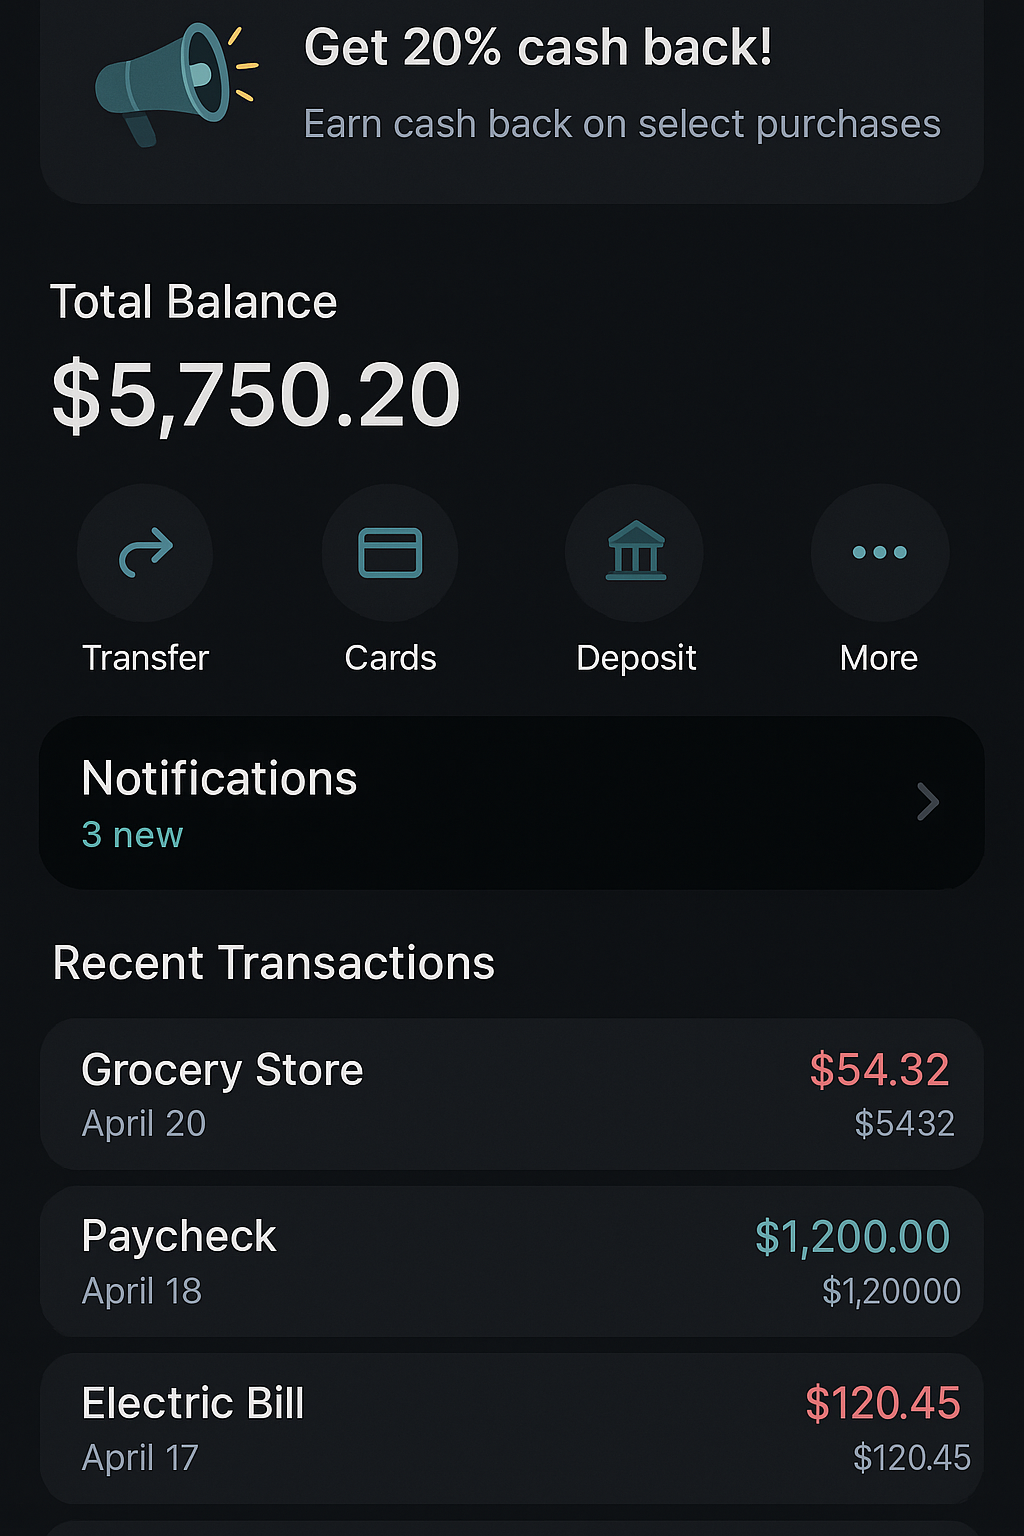 Get 20% cash back!
Earn cash back on select purchases
Total Balance
$5,750.20
Transfer Cards Deposit More
Notifications
3 new
Recent Transactions
Grocery Store $54.32
April 20 $5432
Paycheck $1,200.00
April 18 $1,20000
Electric Bill $120.45
April 17 $120.45